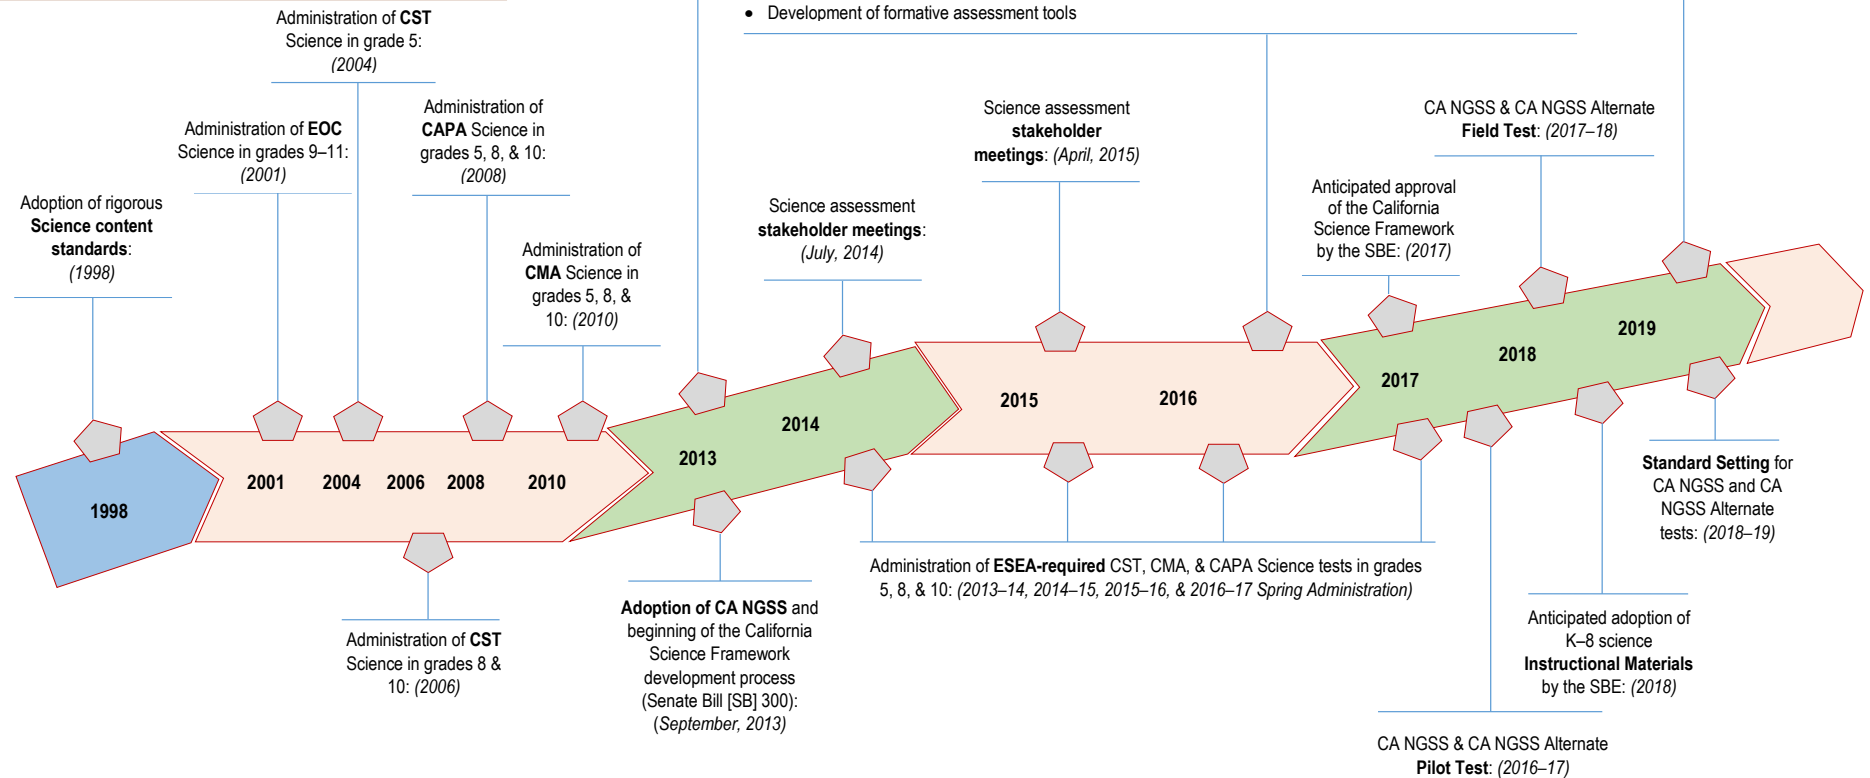 Administration of CST
Science in grade 5:
(2004)
• Development of formative assessment tools
Administration of EOC
Science in grades 9–11:
(2001)
Administration of
CAPA Science in
grades 5, 8, & 10:
(2008)
Science assessment
stakeholder
meetings: (April, 2015)
CA NGSS & CA NGSS Alternate
Field Test: (2017–18)
Adoption of rigorous
Science content
standards:
(1998)
Administration of
CMA Science in
grades 5, 8, &
10: (2010)
Science assessment
stakeholder meetings:
(July, 2014)
Anticipated approval
of the California
Science Framework
by the SBE: (2017)
1998
2001
2004
2006
2008
2010
2013
2014
2015
2016
2017
2018
2019
Administration of CST
Science in grades 8 &
10: (2006)
Adoption of CA NGSS and
beginning of the California
Science Framework
development process
(Senate Bill [SB] 300):
(September, 2013)
Administration of ESEA-required CST, CMA, & CAPA Science tests in grades
5, 8, & 10: (2013–14, 2014–15, 2015–16, & 2016–17 Spring Administration)
Standard Setting for
CA NGSS and CA
NGSS Alternate
tests: (2018–19)
Anticipated adoption of
K–8 science
Instructional Materials
by the SBE: (2018)
CA NGSS & CA NGSS Alternate
Pilot Test: (2016–17)